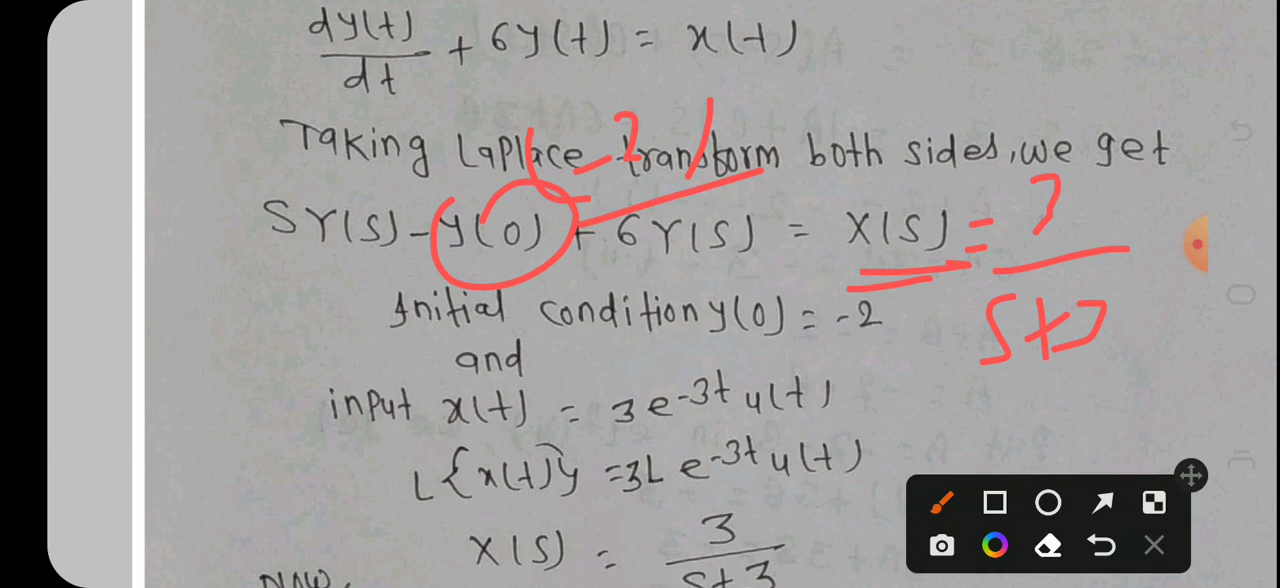 dy(t)/dt + 6y(t) = x(t)
Taking Laplace transform both sides, we get
SY(S) - y(0) + 6Y(S) = X(S) = 3/S+3
(-2)
Initial condition y(0) = -2
and
input x(t) = 3e^-3t u(t)
L{x(t)} = 3L e^-3t u(t)
X(S) = 3/S+3
Now,